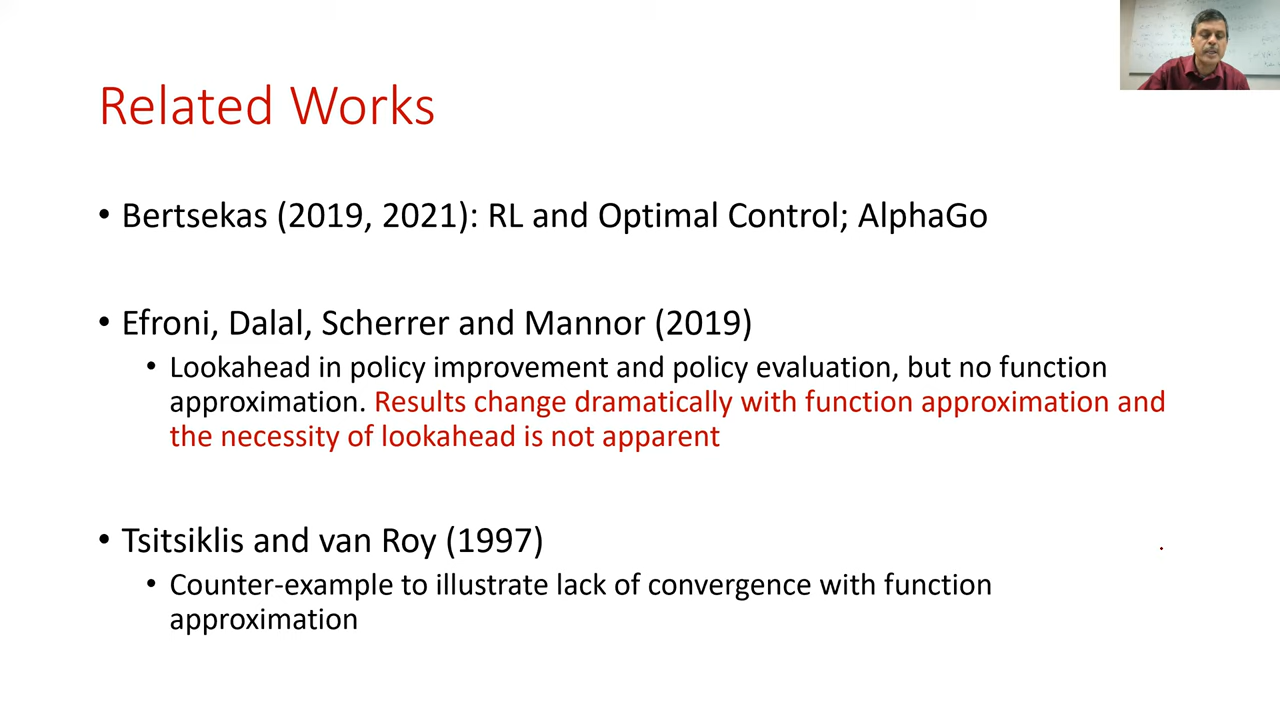 Related Works
• Bertsekas (2019, 2021): RL and Optimal Control; AlphaGo
• Efroni, Dalal, Scherrer and Mannor (2019)
• Lookahead in policy improvement and policy evaluation, but no function
approximation. Results change dramatically with function approximation and
the necessity of lookahead is not apparent
• Tsitsiklis and van Roy (1997)
• Counter-example to illustrate lack of convergence with function
approximation